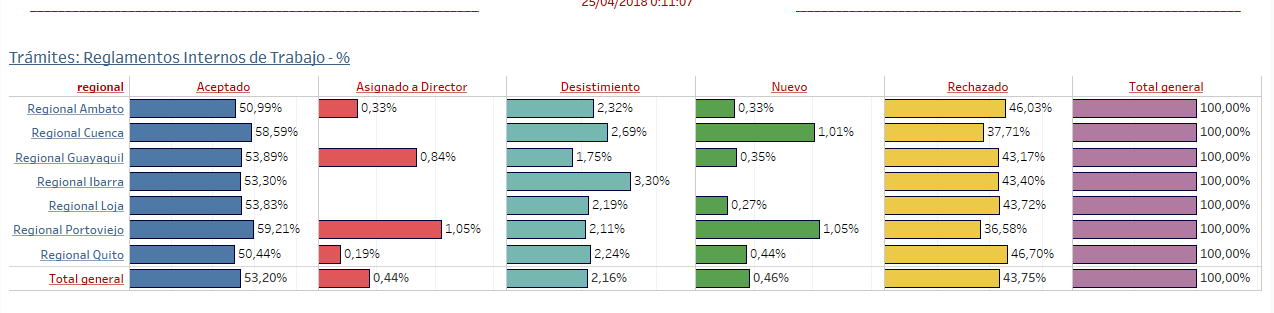 25/04/2018 0:11:07
Trámites: Reglamentos Internos de Trabajo - %
regional Aceptado Asignado a Director Desistimiento Nuevo Rechazado Total general
Regional Ambato 50,99% 0,33% 2,32% 0,33% 46,03% 100,00%
Regional Cuenca 58,59% 2,69% 1,01% 37,71% 100,00%
Regional Guayaquil 53,89% 0,84% 1,75% 0,35% 43,17% 100,00%
Regional Ibarra 53,30% 3,30% 43,40% 100,00%
Regional Loja 53,83% 2,19% 0,27% 43,72% 100,00%
Regional Portoviejo 59,21% 1,05% 2,11% 1,05% 36,58% 100,00%
Regional Quito 50,44% 0,19% 2,24% 0,44% 46,70% 100,00%
Total general 53,20% 0,44% 2,16% 0,46% 43,75% 100,00%